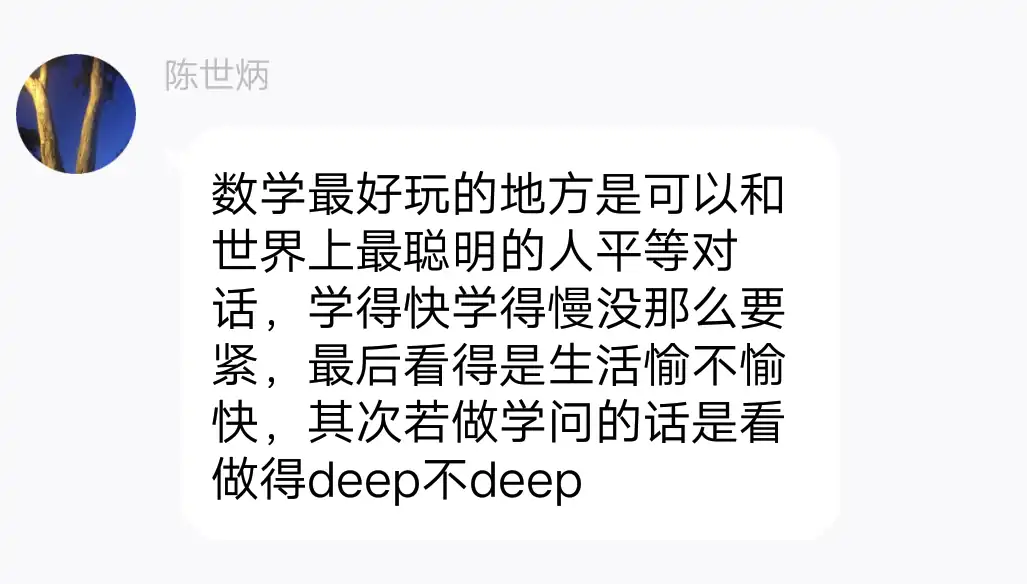 陈世炳
数学最好玩的地方是可以和
世界上最聪明的人平等对
话，学得快学得慢没那么要
紧，最后看得是生活愉不愉
快，其次若做学问的话是看
做得deep不deep